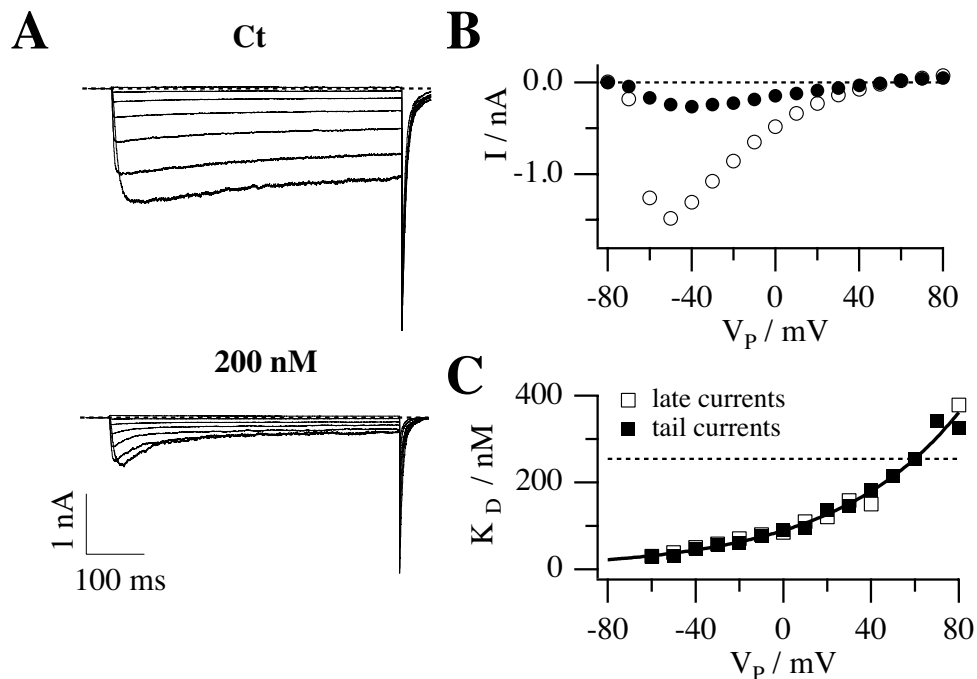 A
Ct
200 nM
1 nA
100 ms
B
I / nA
0.0
-1.0
-80
-40
0
40
80
V_P / mV
C
K_D / nM
400
200
0
late currents
tail currents
-80
-40
0
40
80
V_P / mV